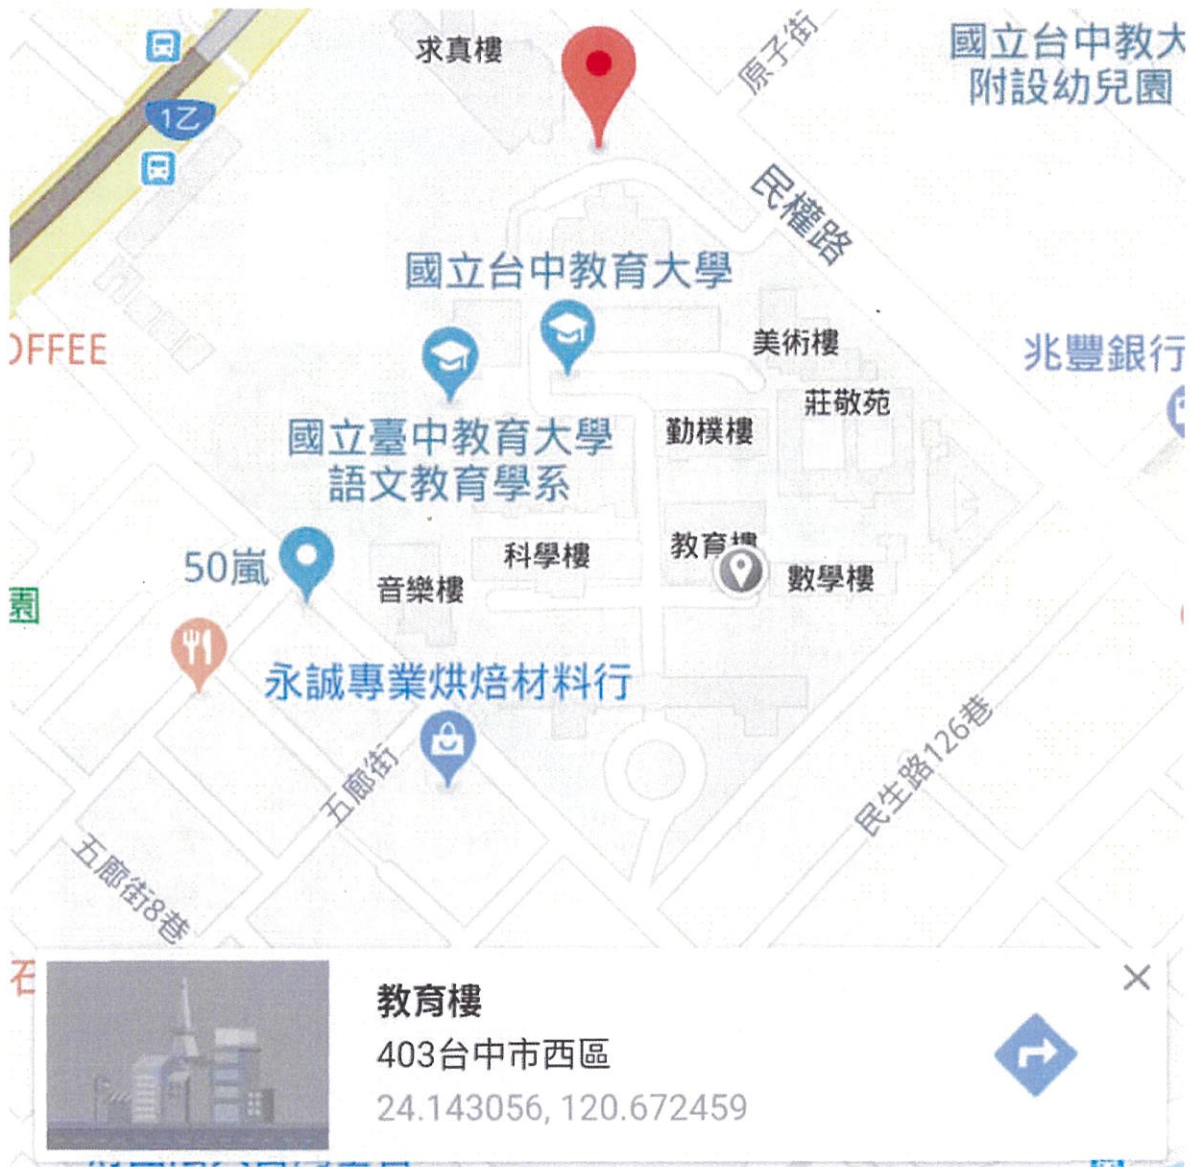 求真樓
原子街
國立台中教大
附設幼兒園
1乙
民權路
國立台中教育大學
OFFEE
美術樓
兆豐銀行
莊敬苑
勤樸樓
國立臺中教育大學
語文教育學系
50嵐
科學樓
教育樓
數學樓
音樂樓
園
永誠專業烘焙材料行
五廊街
民生路126巷
五廊街8巷
石
教育樓
403台中市西區
24.143056, 120.672459